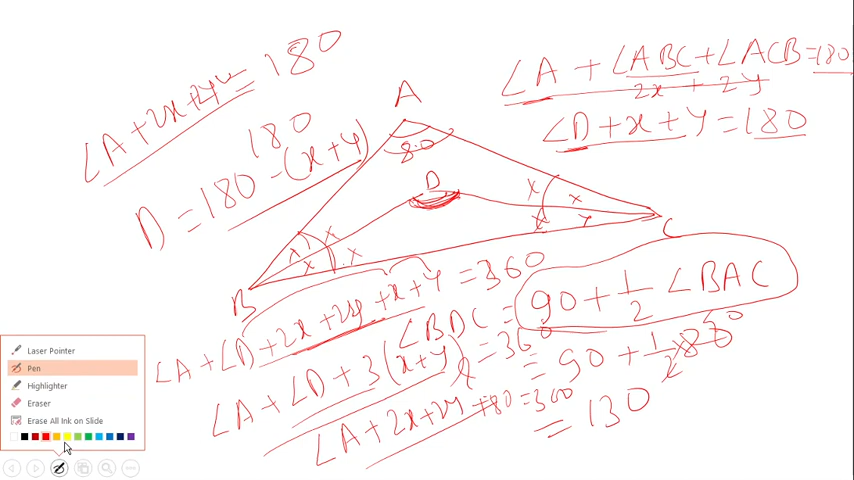 ∠A + 2x + 2y = 180
∠A + ∠ABC + ∠ACB = 180
2x + 2y
∠D + x + y = 180
180
D = 180 - (x + y)
A
80
D
x
x
x
y
x
x
x
x
B
C
∠A + ∠D + 2x + 2y + x + y = 360
∠BDC = 90 + 1/2 ∠BAC
∠A + ∠D + 3(x + y) = 360
= 90 + 1/2 × 80
40
∠A + 2x + 2y + 180 = 360
= 130
Laser Pointer
Pen
Highlighter
Eraser
Erase All Ink on Slide